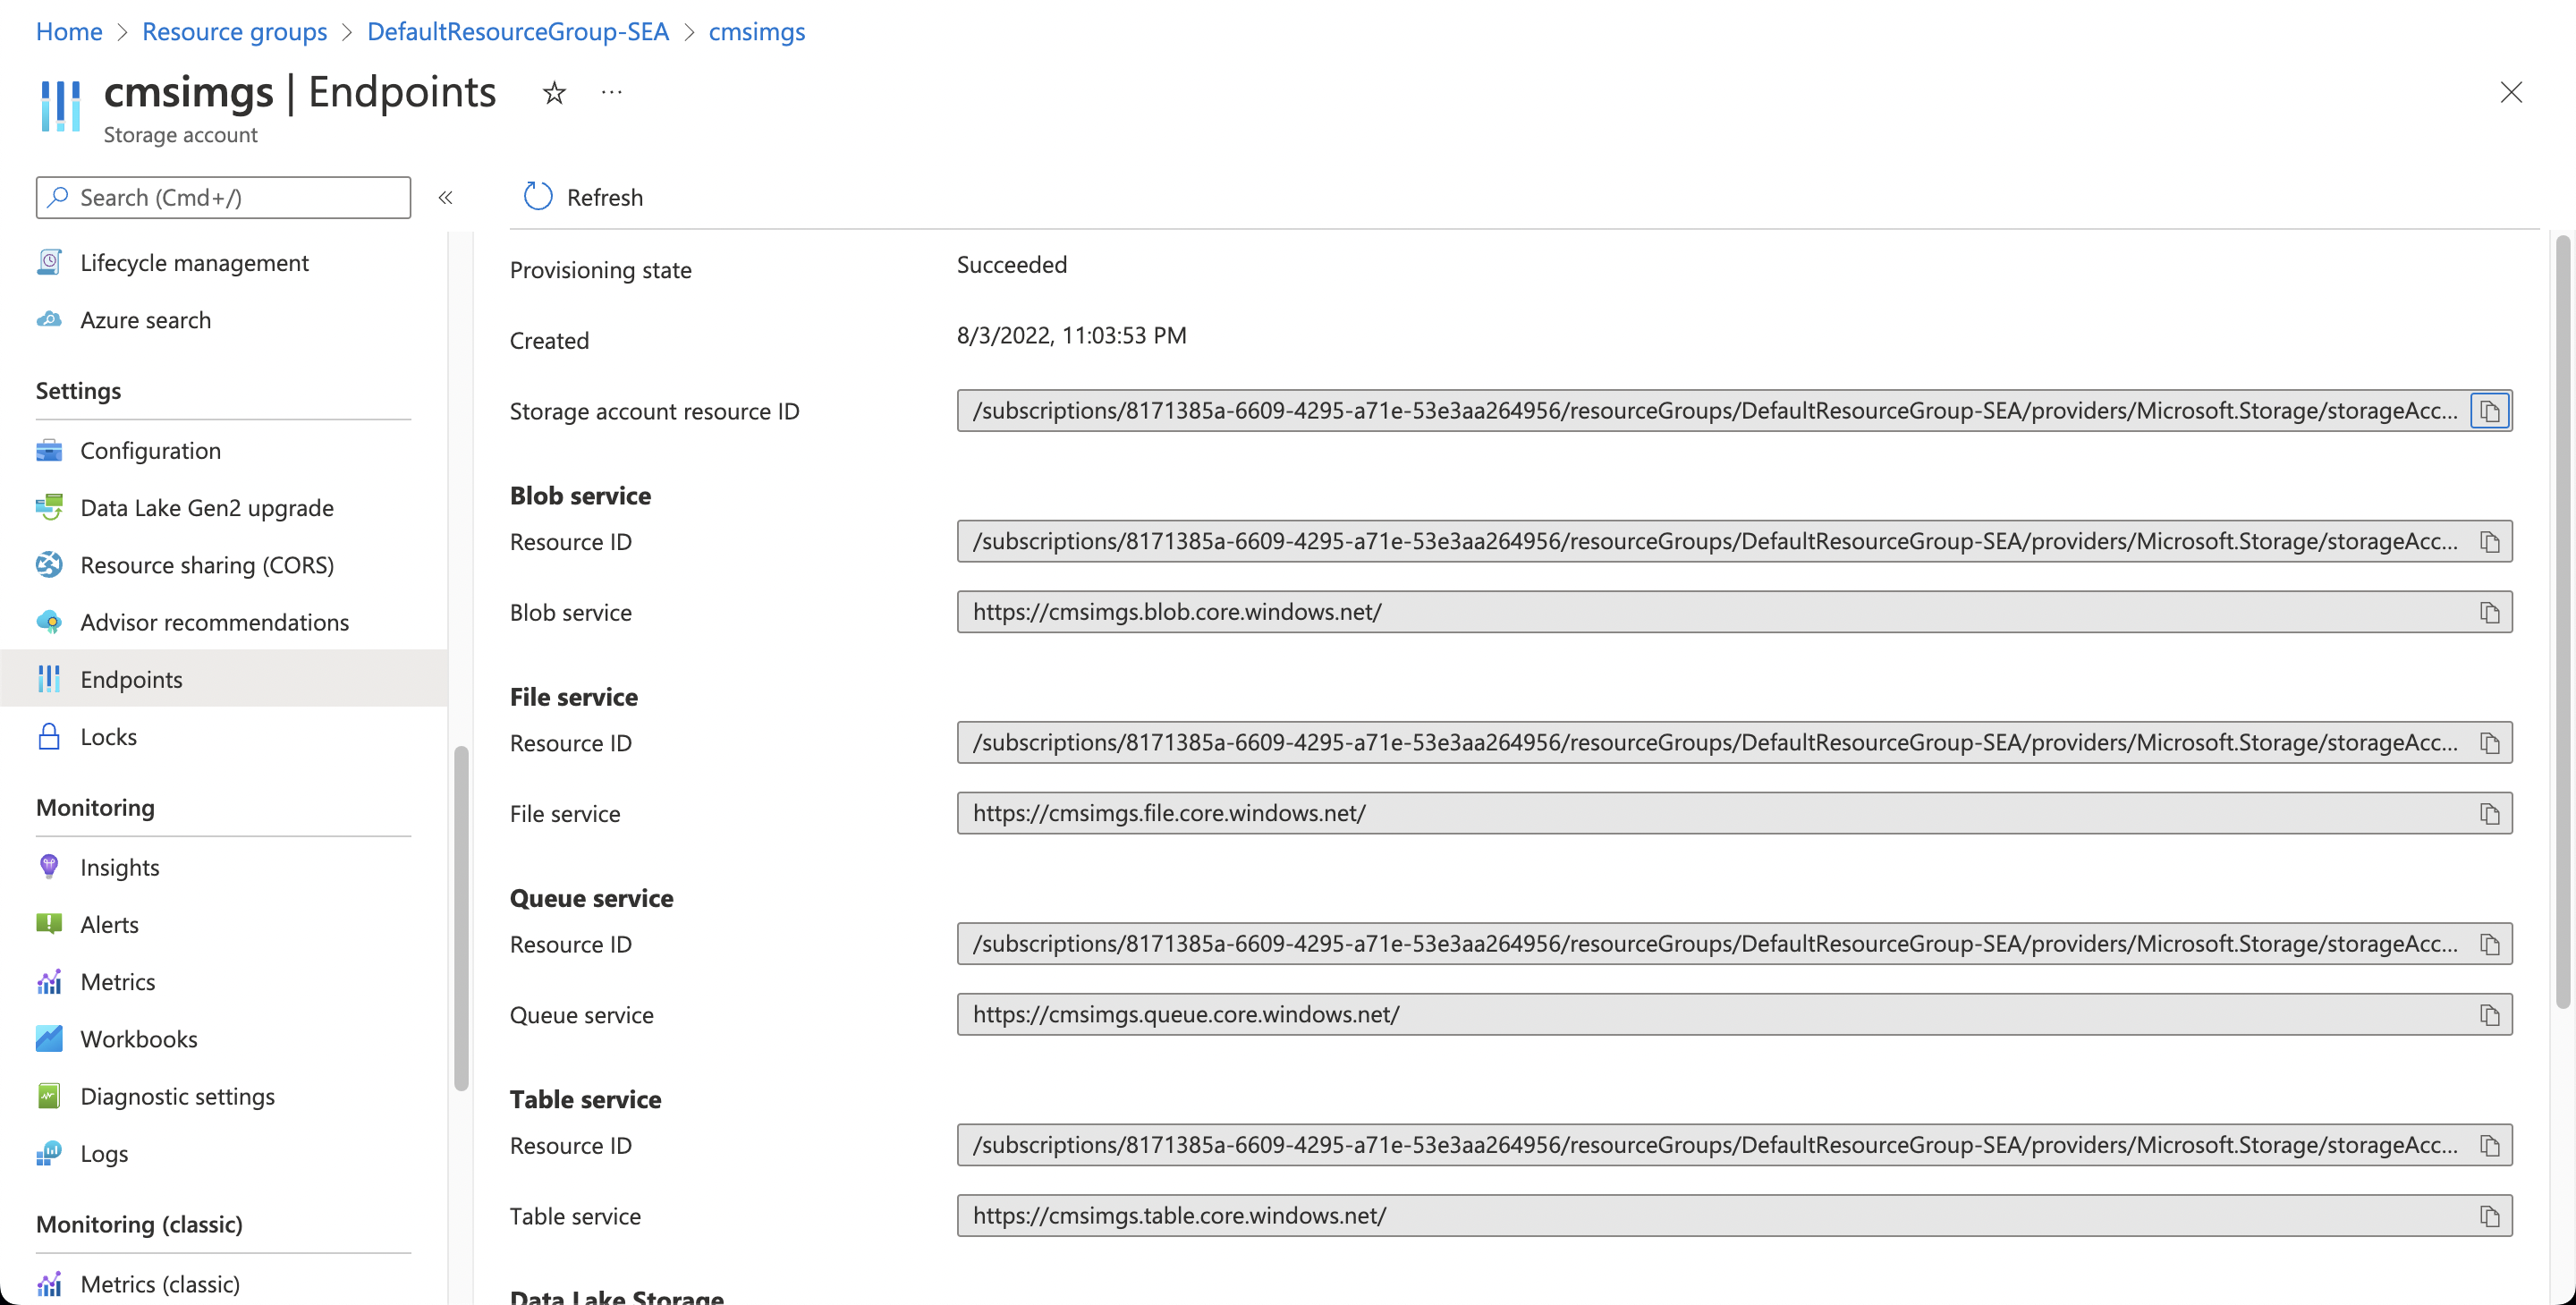 Home > Resource groups > DefaultResourceGroup-SEA > cmsimgs
cmsimgs | Endpoints
Storage account
Search (Cmd+/)
Lifecycle management
Azure search
Settings
Configuration
Data Lake Gen2 upgrade
Resource sharing (CORS)
Advisor recommendations
Endpoints
Locks
Monitoring
Insights
Alerts
Metrics
Workbooks
Diagnostic settings
Logs
Monitoring (classic)
Metrics (classic)
Refresh
Provisioning state Succeeded
Created 8/3/2022, 11:03:53 PM
Storage account resource ID /subscriptions/8171385a-6609-4295-a71e-53e3aa264956/resourceGroups/DefaultResourceGroup-SEA/providers/Microsoft.Storage/storageAcc...
Blob service
Resource ID /subscriptions/8171385a-6609-4295-a71e-53e3aa264956/resourceGroups/DefaultResourceGroup-SEA/providers/Microsoft.Storage/storageAcc...
Blob service https://cmsimgs.blob.core.windows.net/
File service
Resource ID /subscriptions/8171385a-6609-4295-a71e-53e3aa264956/resourceGroups/DefaultResourceGroup-SEA/providers/Microsoft.Storage/storageAcc...
File service https://cmsimgs.file.core.windows.net/
Queue service
Resource ID /subscriptions/8171385a-6609-4295-a71e-53e3aa264956/resourceGroups/DefaultResourceGroup-SEA/providers/Microsoft.Storage/storageAcc...
Queue service https://cmsimgs.queue.core.windows.net/
Table service
Resource ID /subscriptions/8171385a-6609-4295-a71e-53e3aa264956/resourceGroups/DefaultResourceGroup-SEA/providers/Microsoft.Storage/storageAcc...
Table service https://cmsimgs.table.core.windows.net/
Data Lake Storage